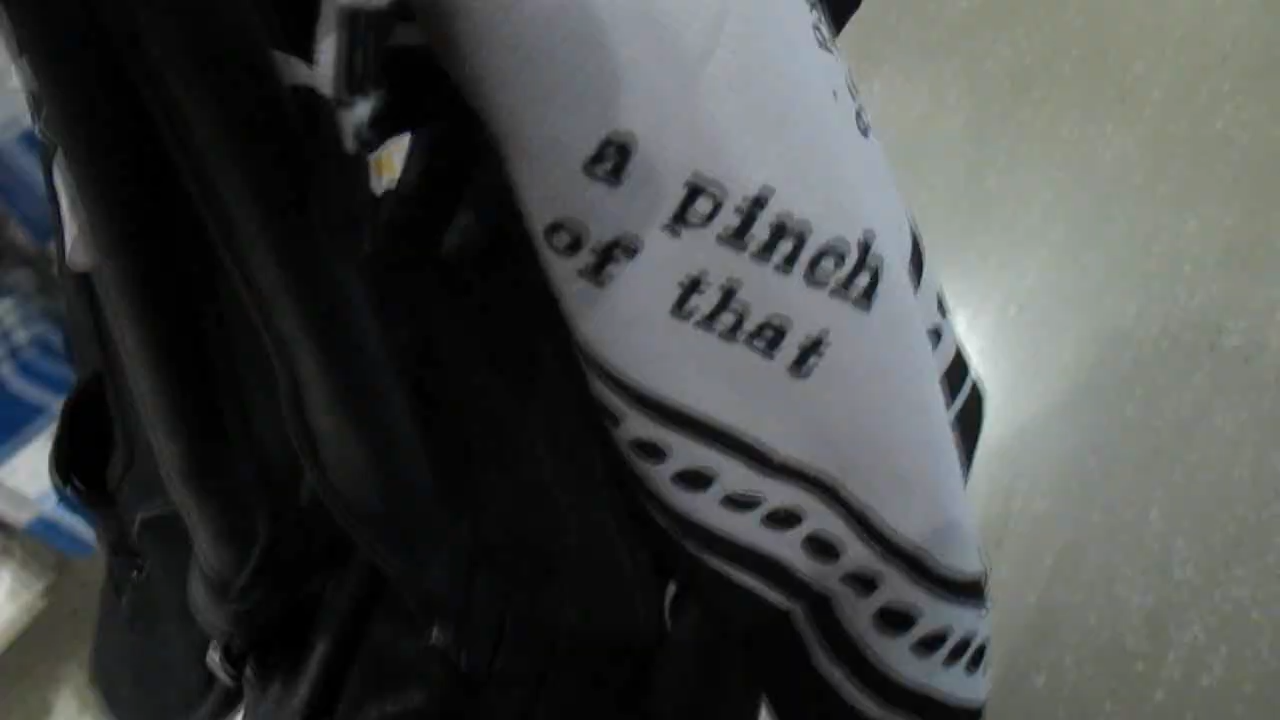 a pinch
of that